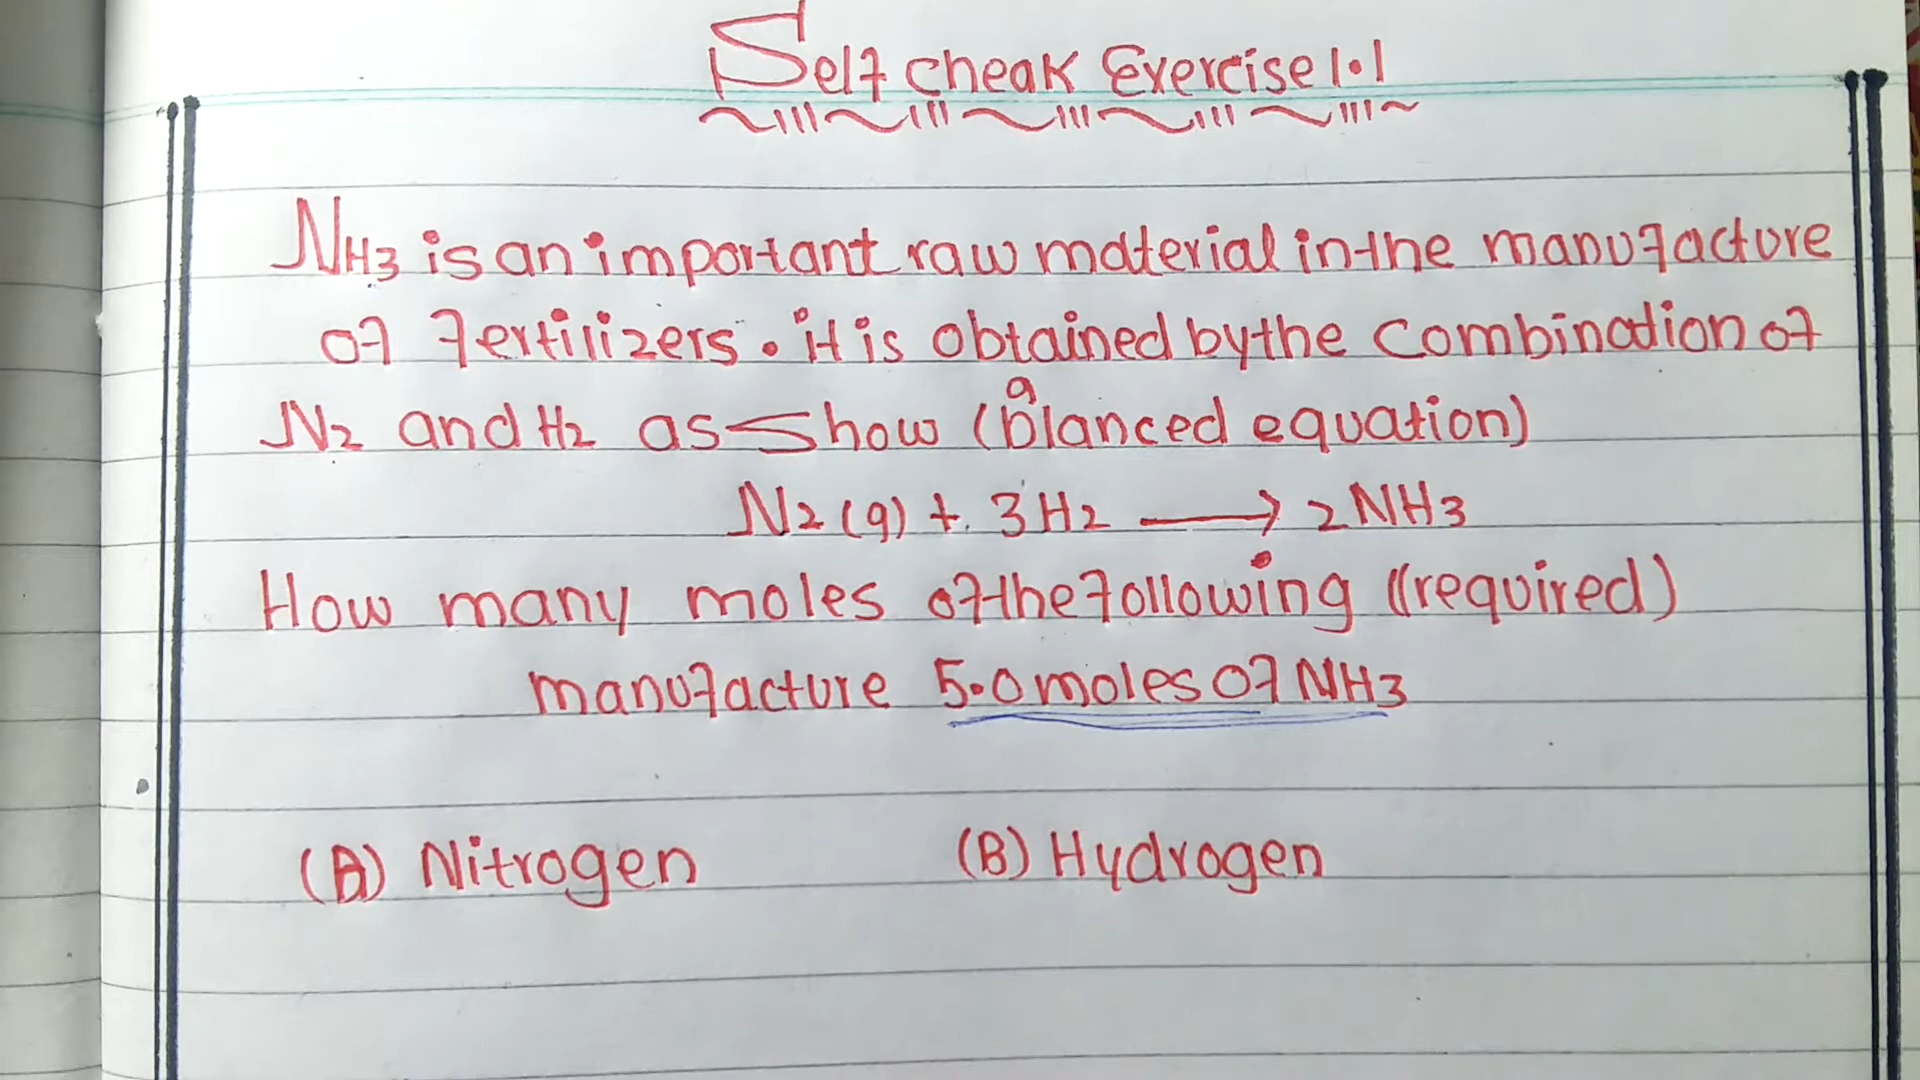 Self cheak Exercise 1.1
NH3 is an important raw material in the manufacture
of fertilizers. it is obtained by the combination of
N2 and H2 as show (balanced equation)
N2(g) + 3H2 → 2NH3
How many moles of the following ((required)
manufacture 5.0 moles of NH3
(A) Nitrogen (B) Hydrogen